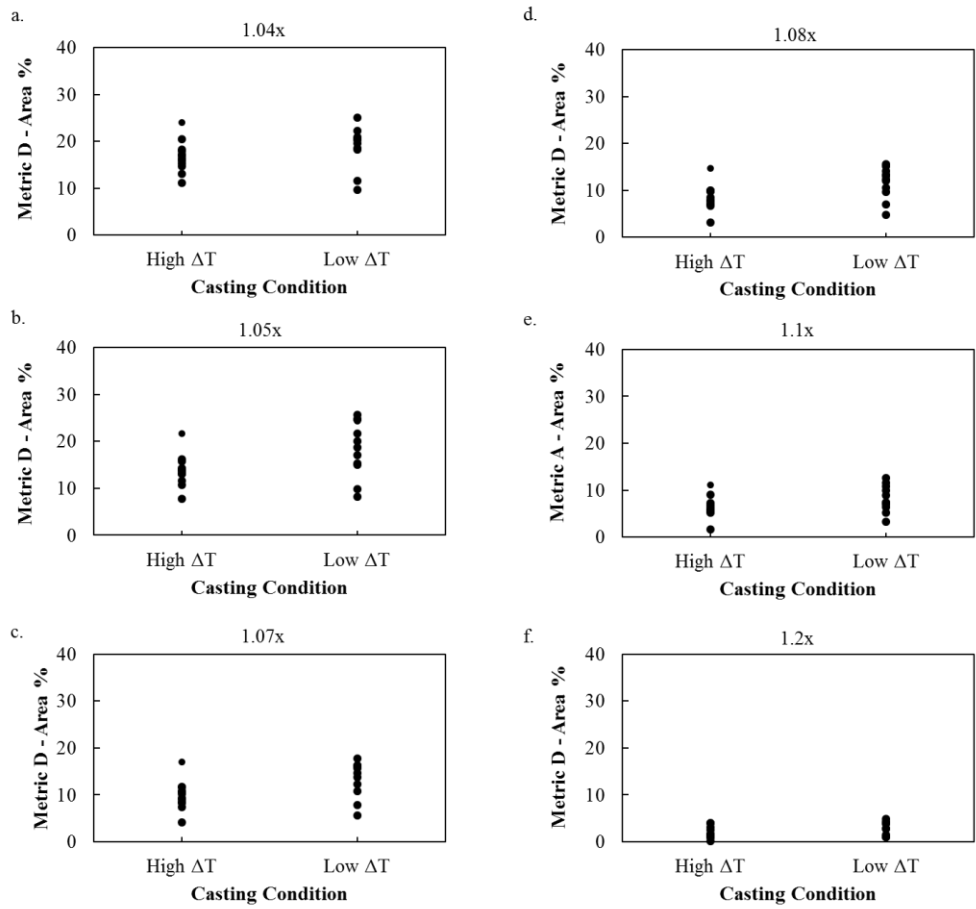 a.
1.04x
Metric D - Area %
40
30
20
10
0
High ΔT
Low ΔT
Casting Condition
b.
1.05x
Metric D - Area %
40
30
20
10
0
High ΔT
Low ΔT
Casting Condition
c.
1.07x
Metric D - Area %
40
30
20
10
0
High ΔT
Low ΔT
Casting Condition
d.
1.08x
Metric D - Area %
40
30
20
10
0
High ΔT
Low ΔT
Casting Condition
e.
1.1x
Metric A - Area %
40
30
20
10
0
High ΔT
Low ΔT
Casting Condition
f.
1.2x
Metric D - Area %
40
30
20
10
0
High ΔT
Low ΔT
Casting Condition